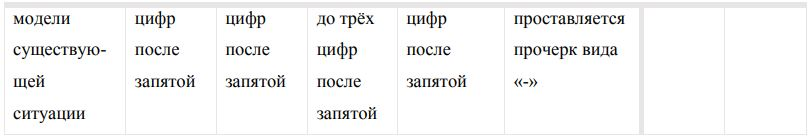 модели
существую-
щей
ситуации
цифр
после
запятой
цифр
после
запятой
до трёх
цифр
после
запятой
цифр
после
запятой
проставляется
прочерк вида
«-»